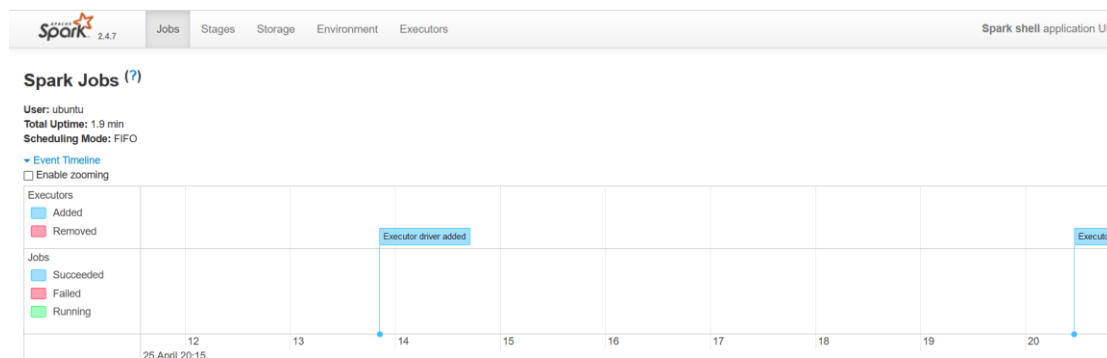 APACHE
Spark 2.4.7 Jobs Stages Storage Environment Executors Spark shell application U
Spark Jobs (?)
User: ubuntu
Total Uptime: 1.9 min
Scheduling Mode: FIFO
Event Timeline
Enable zooming
Executors
Added
Removed
Executor driver added
Executo
Jobs
Succeeded
Failed
Running
12 13 14 15 16 17 18 19 20
25 April 20:15